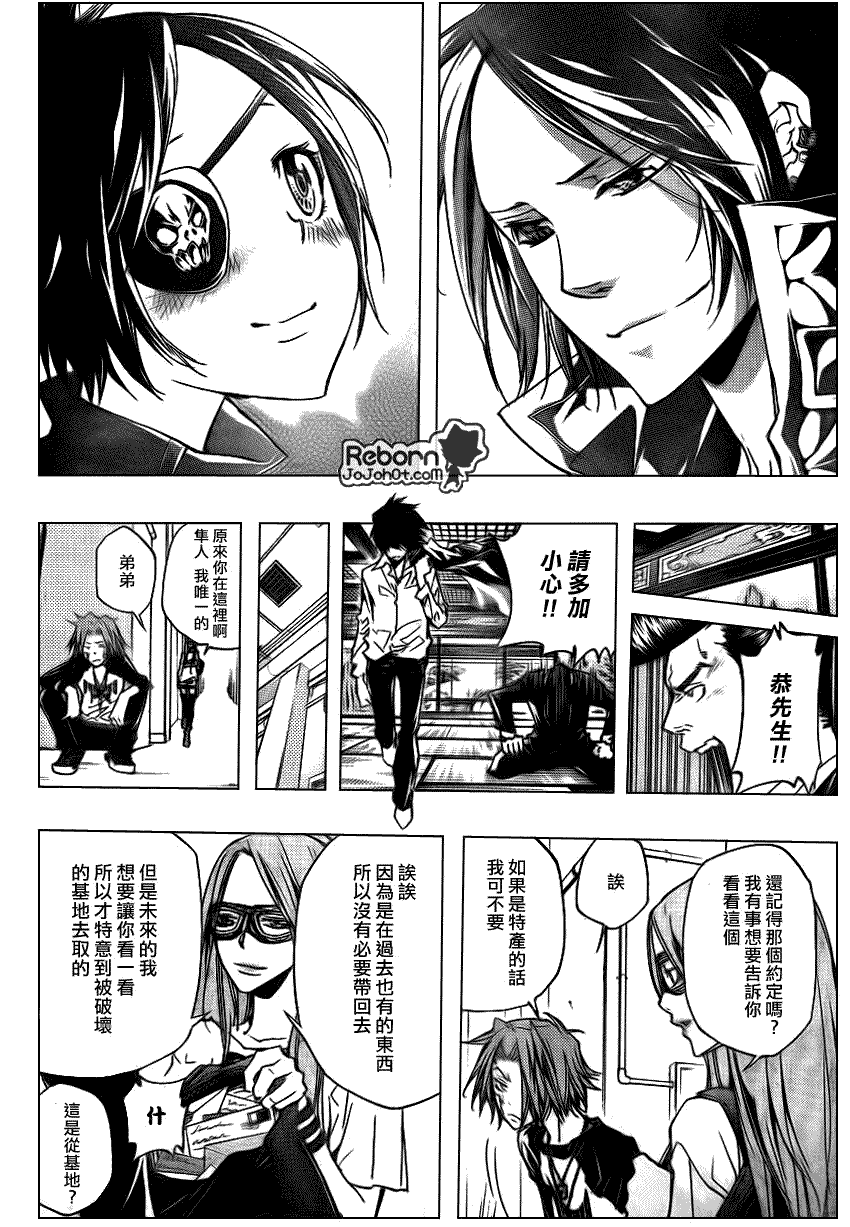 Reborn
JoJoHOt.coM
恭先生!!
請多加
小心!!
原來你在這裡啊
隼人 我唯一的
弟弟
還記得那個約定嗎?
我有事想要告訴你
看看這個
誒
如果是特產的話
我可不要
誒誒
因為是在過去也有的東西
所以沒有必要帶回去
但是未來的我
想要讓你看一看
所以才特意到被破壞
的基地去取的
什
這是從基地?